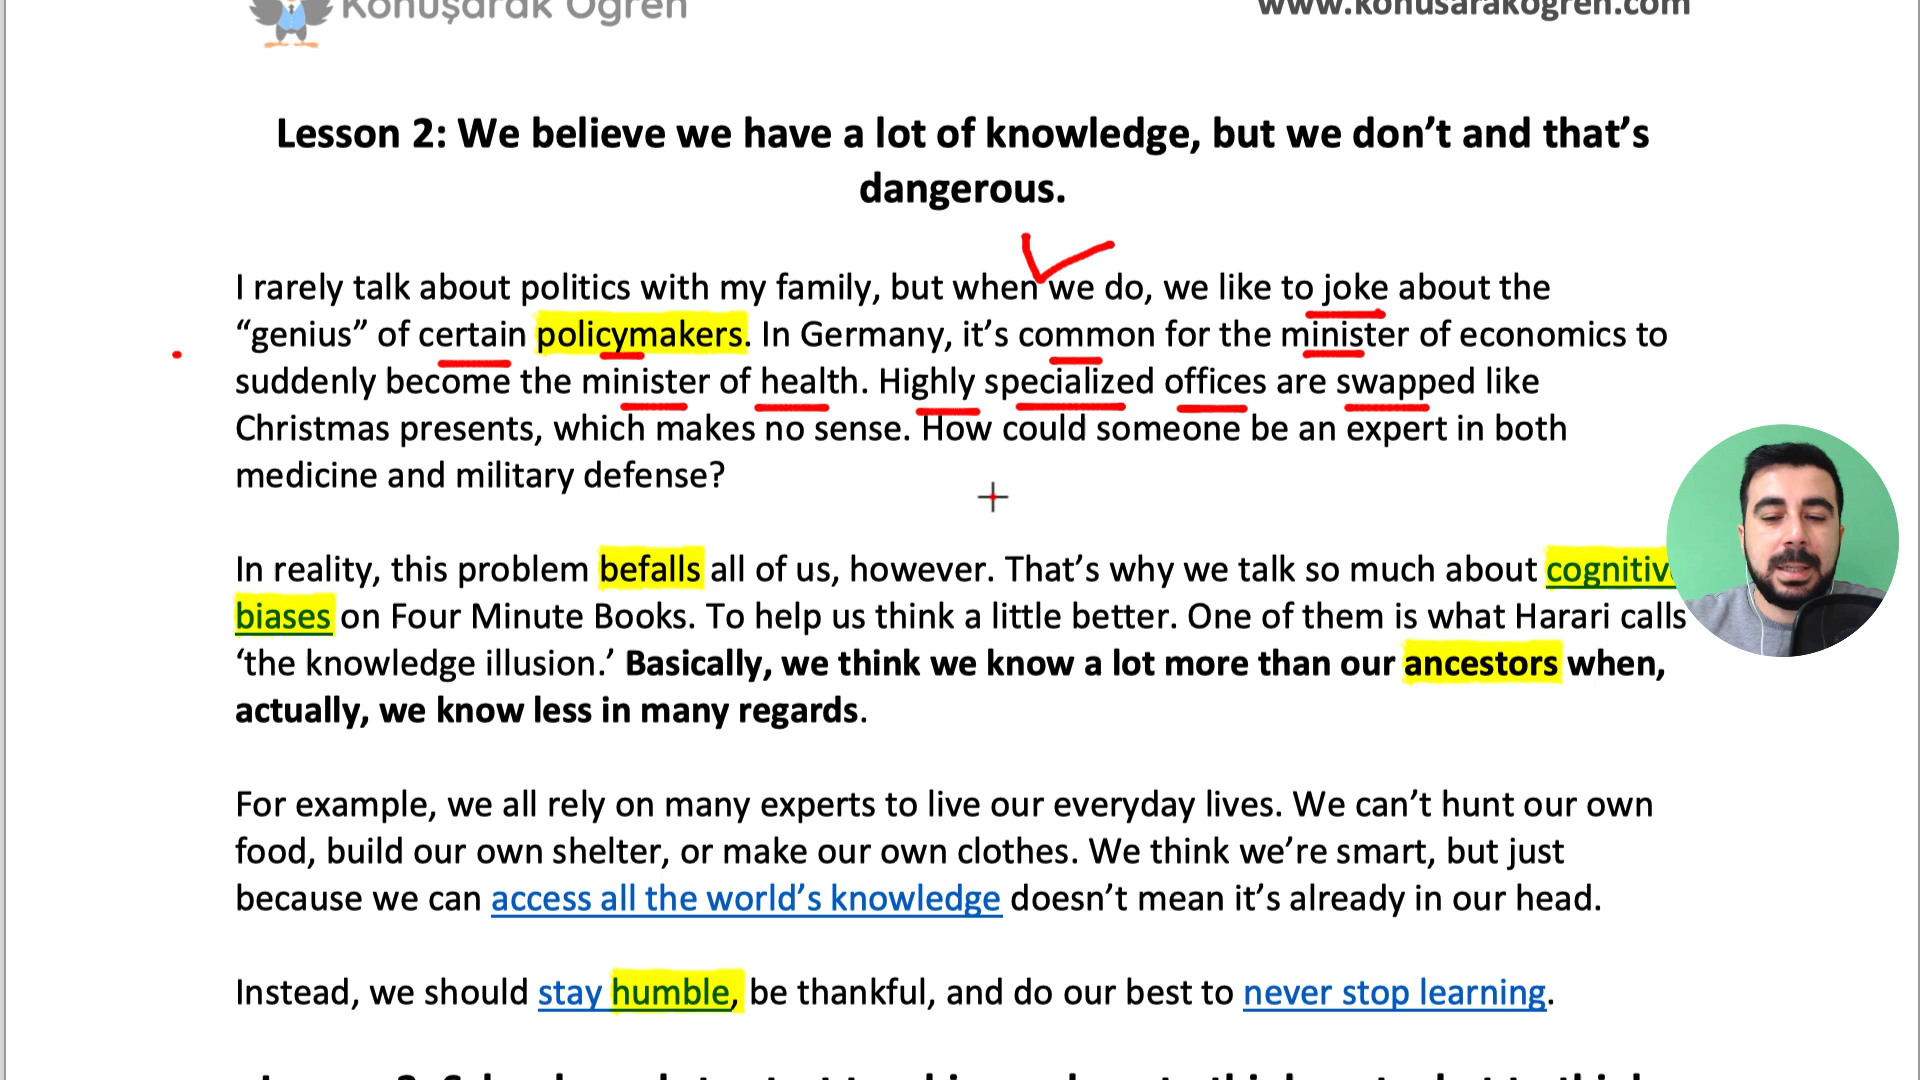 Konuşarak Öğren
www.konusarakogren.com
Lesson 2: We believe we have a lot of knowledge, but we don’t and that’s
dangerous.
I rarely talk about politics with my family, but when we do, we like to joke about the
“genius” of certain policymakers. In Germany, it’s common for the minister of economics to
suddenly become the minister of health. Highly specialized offices are swapped like
Christmas presents, which makes no sense. How could someone be an expert in both
medicine and military defense?
In reality, this problem befalls all of us, however. That’s why we talk so much about cognitiv
biases on Four Minute Books. To help us think a little better. One of them is what Harari calls
‘the knowledge illusion.’ Basically, we think we know a lot more than our ancestors when,
actually, we know less in many regards.
For example, we all rely on many experts to live our everyday lives. We can’t hunt our own
food, build our own shelter, or make our own clothes. We think we’re smart, but just
because we can access all the world’s knowledge doesn’t mean it’s already in our head.
Instead, we should stay humble, be thankful, and do our best to never stop learning.